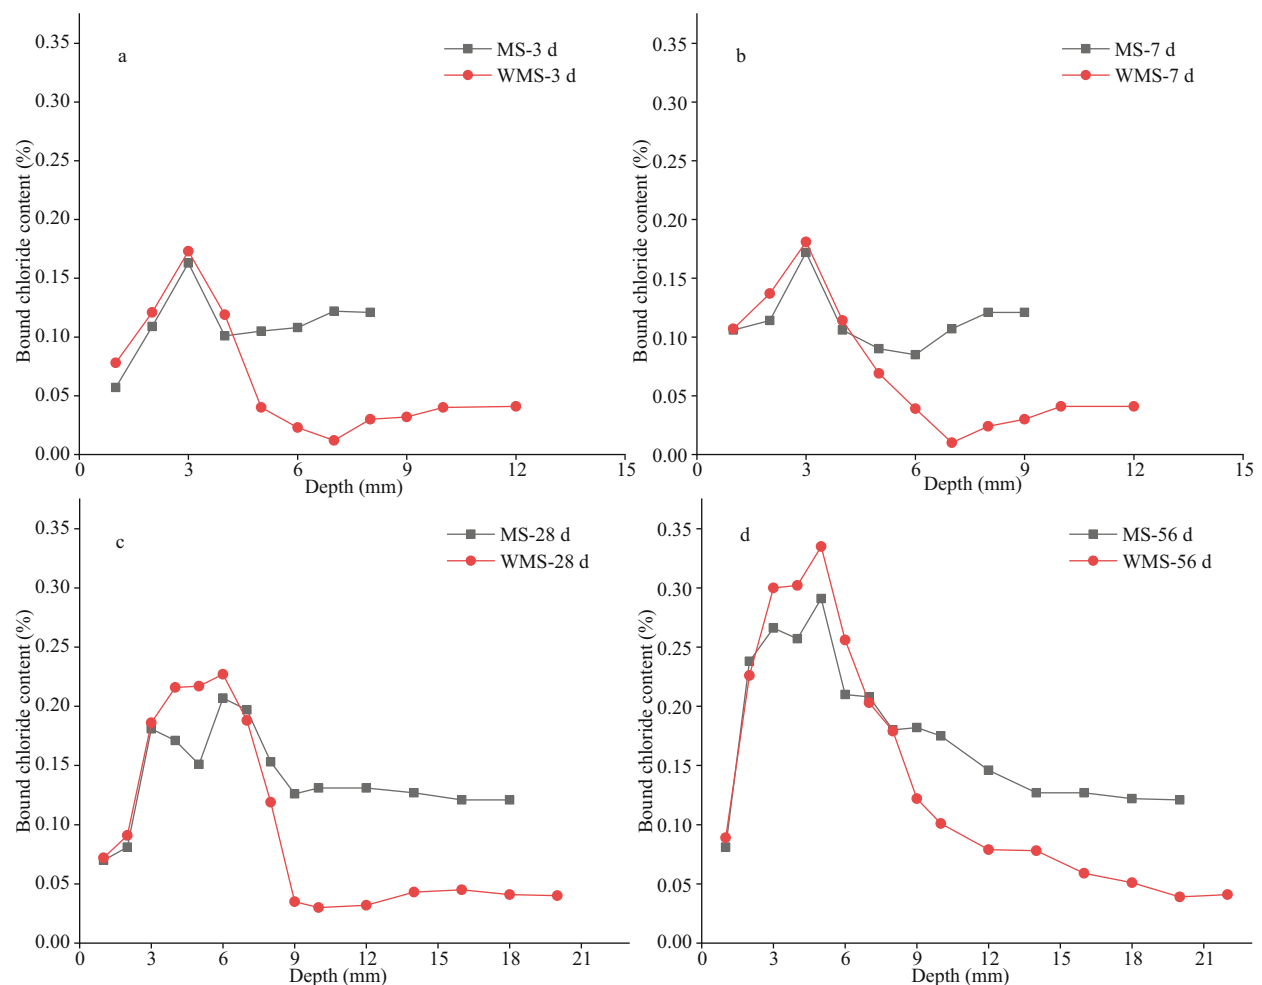 a
MS-3 d
WMS-3 d
0.35
0.30
0.25
0.20
0.15
0.10
0.05
0.00
Bound chloride content (%)
0 3 6 9 12 15
Depth (mm)
b
MS-7 d
WMS-7 d
0.35
0.30
0.25
0.20
0.15
0.10
0.05
0.00
Bound chloride content (%)
0 3 6 9 12 15
Depth (mm)
c
MS-28 d
WMS-28 d
0.35
0.30
0.25
0.20
0.15
0.10
0.05
0.00
Bound chloride content (%)
0 3 6 9 12 15 18 21
Depth (mm)
d
MS-56 d
WMS-56 d
0.35
0.30
0.25
0.20
0.15
0.10
0.05
0.00
Bound chloride content (%)
0 3 6 9 12 15 18 21
Depth (mm)